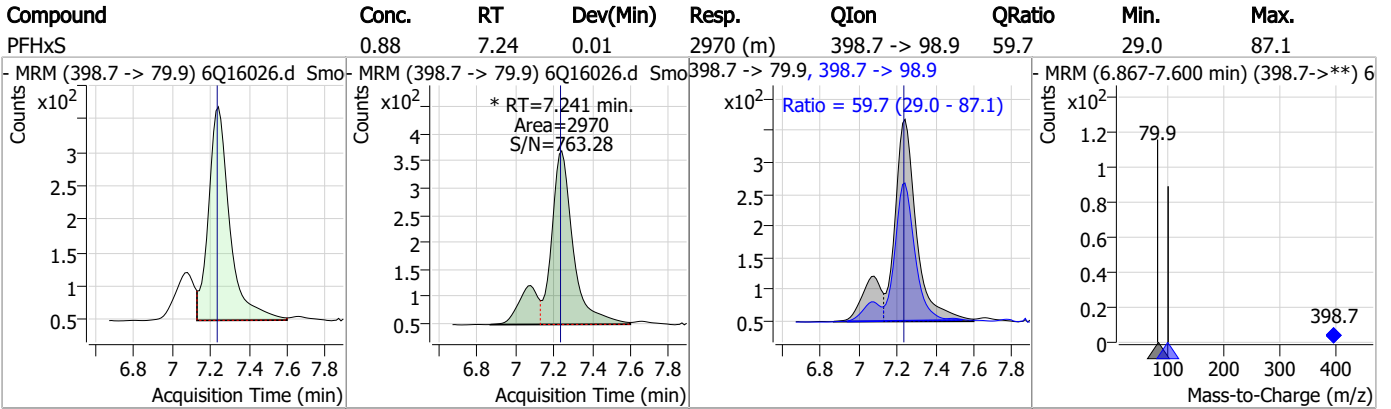 Compound Conc. RT Dev(Min) Resp. QIon QRatio Min. Max.
PFHxS 0.88 7.24 0.01 2970 (m) 398.7 -> 98.9 59.7 29.0 87.1
- MRM (398.7 -> 79.9) 6Q16026.d Smo
Counts
x10²
3
2.5
2
1.5
1
0.5
6.8 7 7.2 7.4 7.6 7.8
Acquisition Time (min)
- MRM (398.7 -> 79.9) 6Q16026.d Smo
Counts
x10²
* RT=7.241 min.
Area=2970
S/N=763.28
4
3.5
3
2.5
2
1.5
1
0.5
6.8 7 7.2 7.4 7.6 7.8
Acquisition Time (min)
398.7 -> 79.9, 398.7 -> 98.9
x10²
Ratio = 59.7 (29.0 - 87.1)
3
2.5
2
1.5
1
0.5
6.8 7 7.2 7.4 7.6 7.8
Acquisition Time (min)
- MRM (6.867-7.600 min) (398.7->**) 6
Counts
x10²
1.2
1
0.8
0.6
0.4
0.2
0
79.9
398.7
100 200 300 400
Mass-to-Charge (m/z)